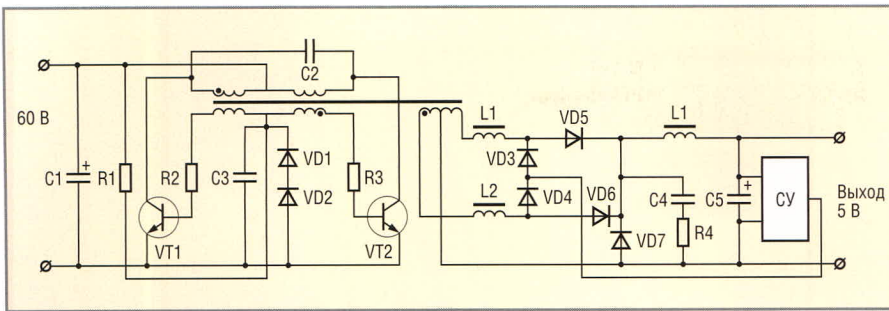 C2
60 В
C1
+
R1
R2
C3
VD1
VD2
R3
VT1
VT2
L1
L2
VD3
VD4
VD5
VD6
VD7
L1
C4
R4
C5
+
СУ
Выход
5 В